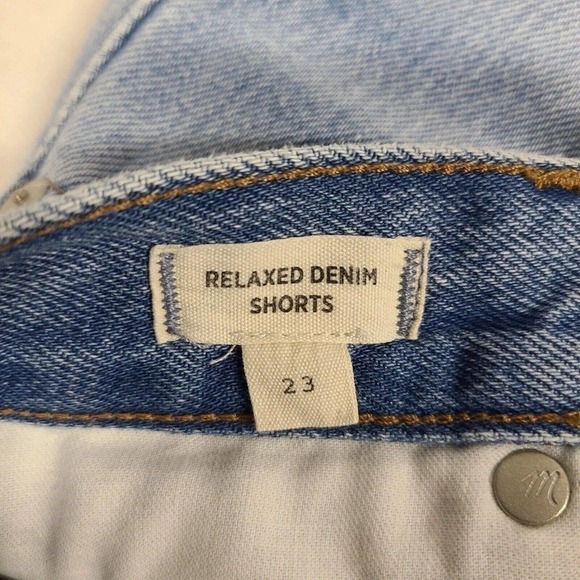 RELAXED DENIM
SHORTS
23
m